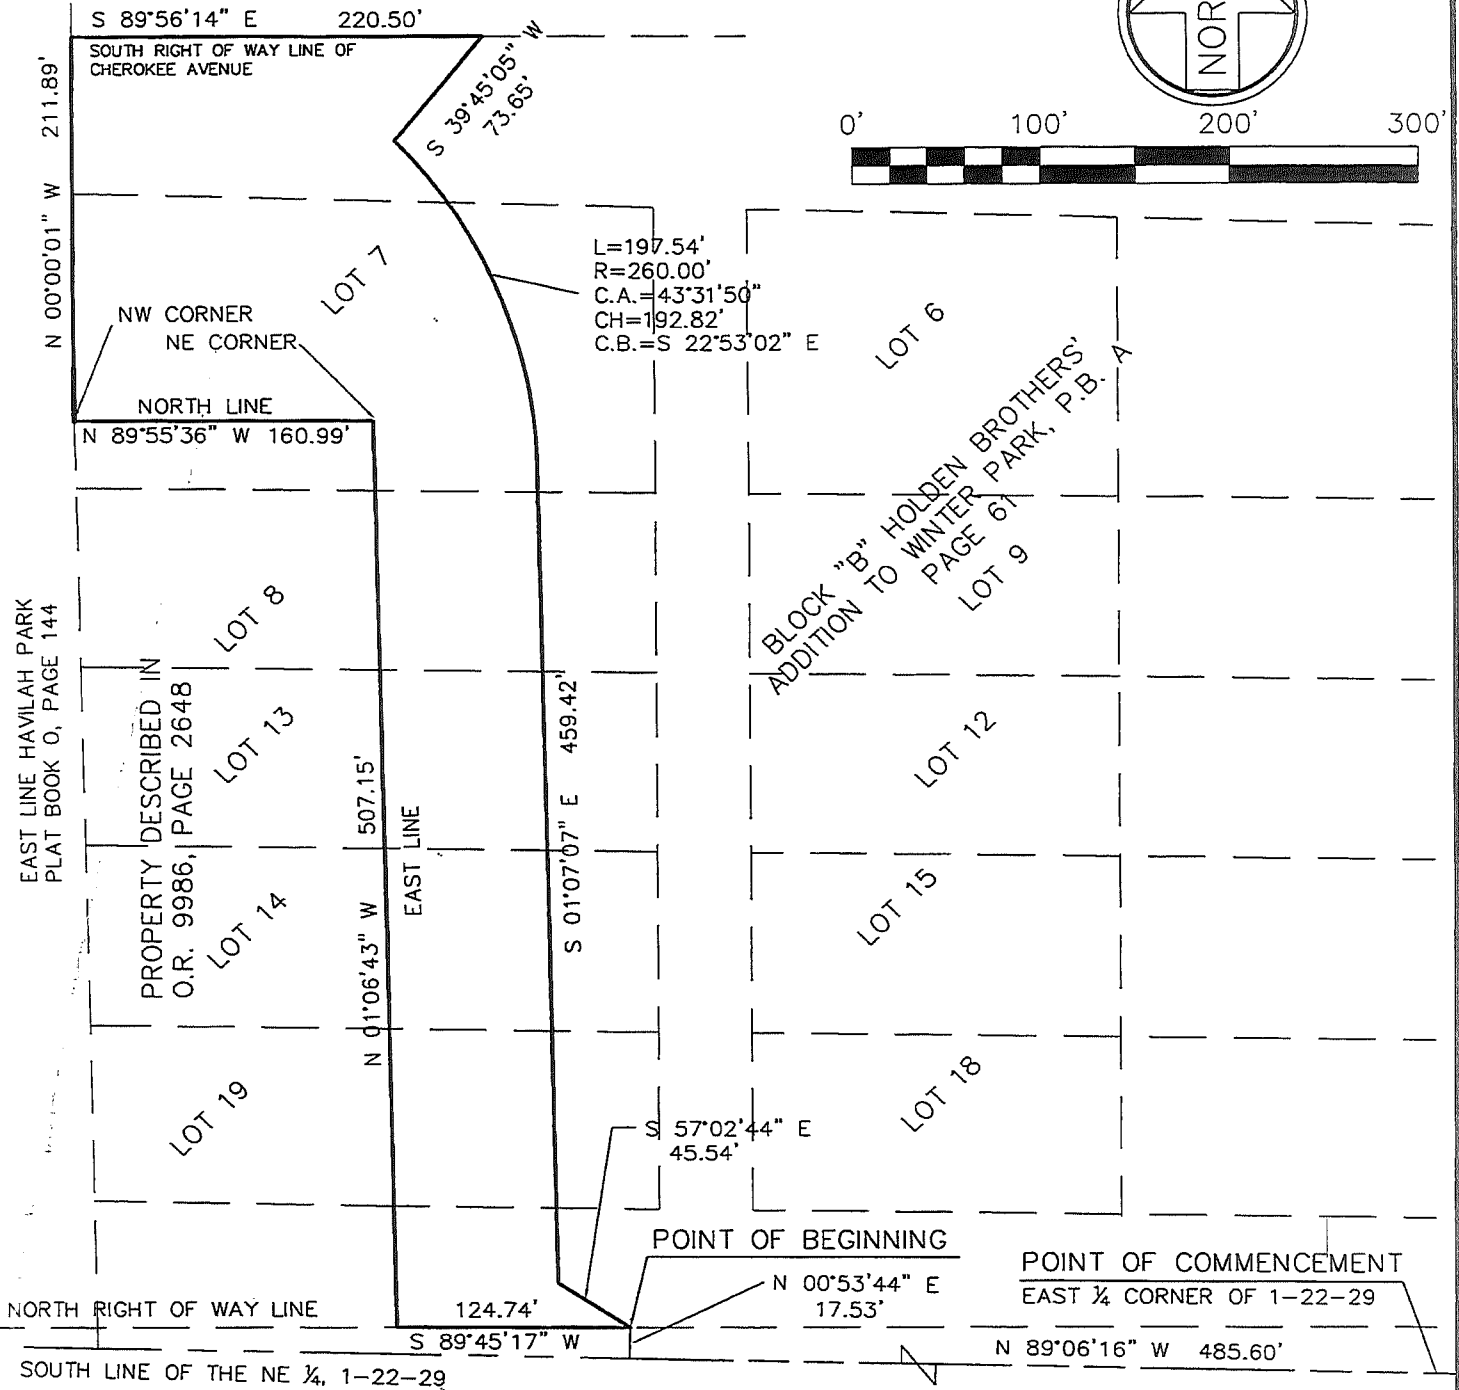 S 89°56'14" E 220.50'
SOUTH RIGHT OF WAY LINE OF
CHEROKEE AVENUE
N 00°00'01" W 211.89'
S 39°45'05" W
73.65'
NOR
0' 100' 200' 300'
L=197.54'
R=260.00'
C.A.=43°31'50"
CH=192.82'
C.B.=S 22°53'02" E
LOT 7
LOT 6
NW CORNER
NE CORNER
NORTH LINE
N 89°55'36" W 160.99'
BLOCK "B" HOLDEN BROTHERS'
ADDITION TO WINTER PARK, P.B. A
PAGE 61
LOT 9
LOT 8
EAST LINE HAVILAH PARK
PLAT BOOK O, PAGE 144
PROPERTY DESCRIBED IN
O.R. 9986, PAGE 2648
LOT 13
LOT 12
N 01°06'43" W 507.15'
EAST LINE
S 01°07'07" E 459.42'
LOT 14
LOT 15
LOT 19
LOT 18
S 57°02'44" E
45.54'
POINT OF BEGINNING
N 00°53'44" E
17.53'
POINT OF COMMENCEMENT
EAST ¼ CORNER OF 1-22-29
NORTH RIGHT OF WAY LINE
124.74'
S 89°45'17" W
N 89°06'16" W 485.60'
SOUTH LINE OF THE NE ¼, 1-22-29